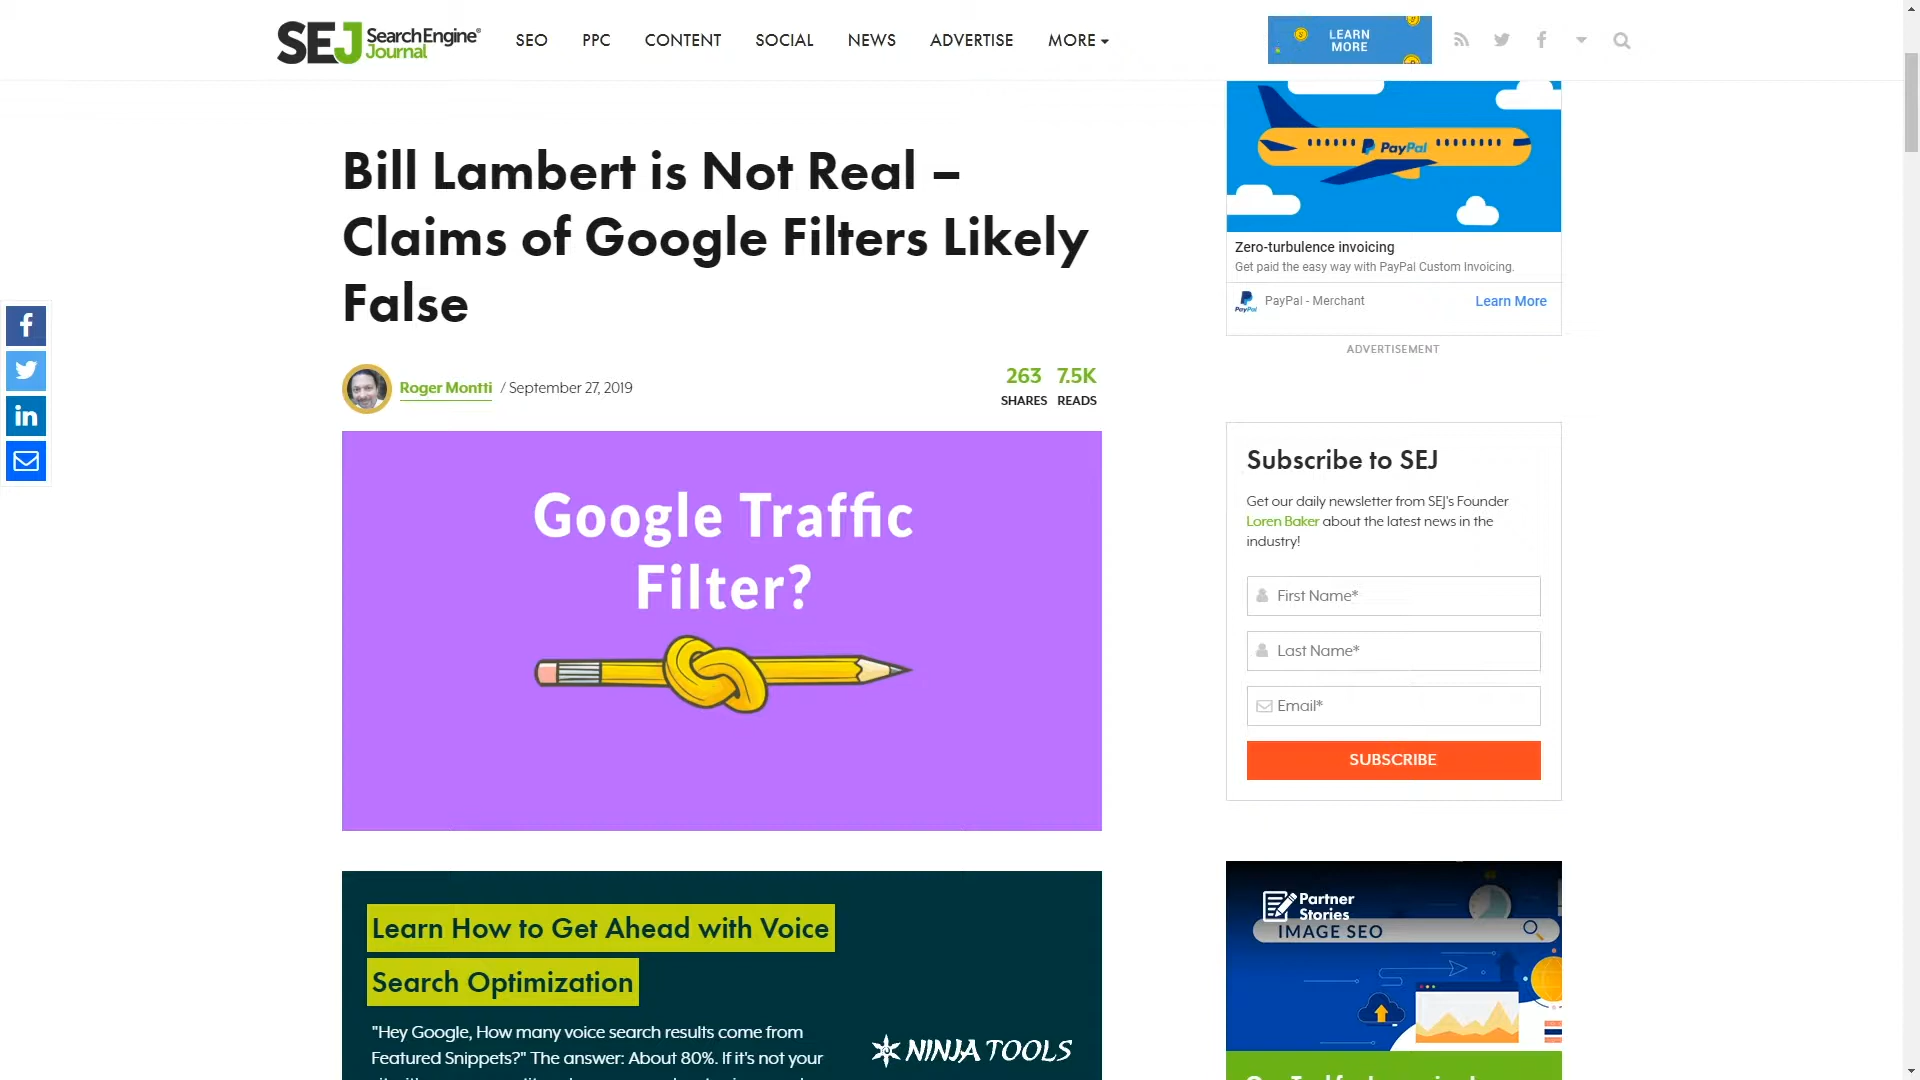 SEJ SearchEngine Journal
SEO PPC CONTENT SOCIAL NEWS ADVERTISE MORE
LEARN
MORE
Bill Lambert is Not Real –
Claims of Google Filters Likely
False
Roger Montti / September 27, 2019
263 7.5K
SHARES READS
Google Traffic
Filter?
Learn How to Get Ahead with Voice
Search Optimization
"Hey Google, How many voice search results come from
Featured Snippets?" The answer: About 80%. If it's not your
NINJA TOOLS
PayPal
Zero-turbulence invoicing
Get paid the easy way with PayPal Custom Invoicing.
PayPal
PayPal - Merchant
Learn More
ADVERTISEMENT
Subscribe to SEJ
Get our daily newsletter from SEJ's Founder
Loren Baker about the latest news in the
industry!
First Name*
Last Name*
Email*
SUBSCRIBE
Partner
Stories
IMAGE SEO